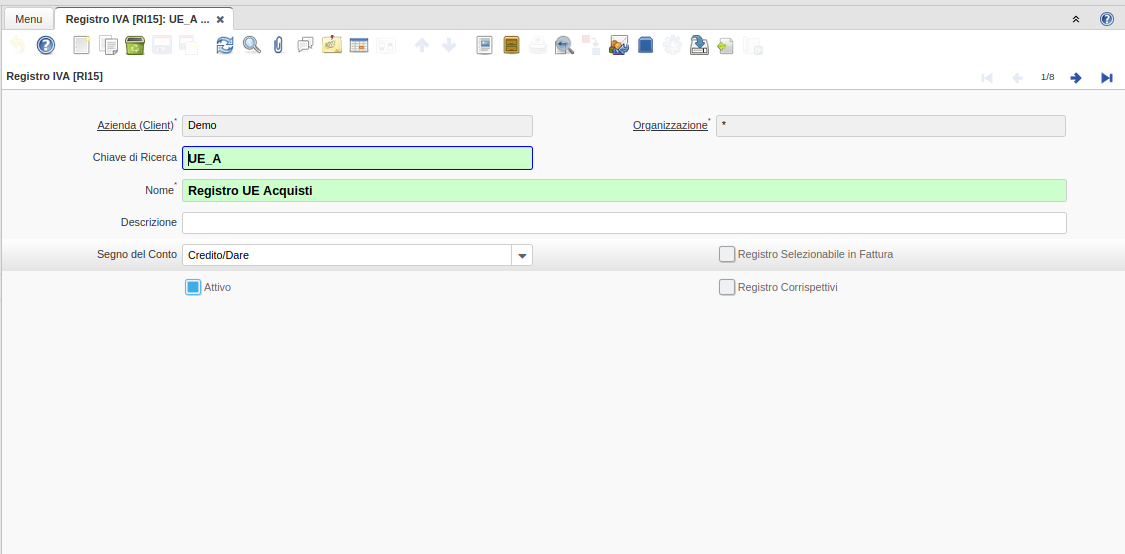 Menu
Registro IVA [RI15]: UE_A ...
Registro IVA [RI15]
1/8
Azienda (Client)* Demo Organizzazione* *
Chiave di Ricerca UE_A
Nome* Registro UE Acquisti
Descrizione
Segno del Conto Credito/Dare Registro Selezionabile in Fattura
Attivo Registro Corrispettivi